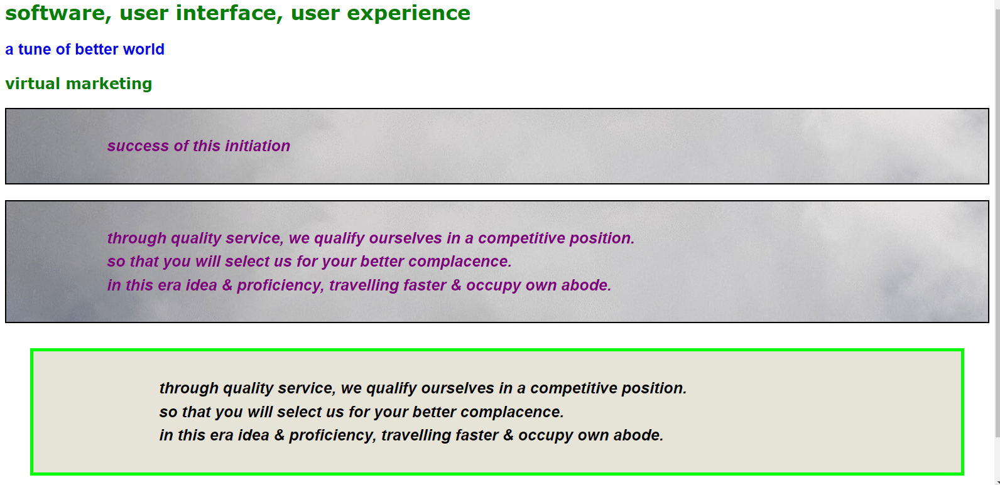 software, user interface, user experience
a tune of better world
virtual marketing
success of this initiation
through quality service, we qualify ourselves in a competitive position.
so that you will select us for your better complacence.
in this era idea & proficiency, travelling faster & occupy own abode.
through quality service, we qualify ourselves in a competitive position.
so that you will select us for your better complacence.
in this era idea & proficiency, travelling faster & occupy own abode.